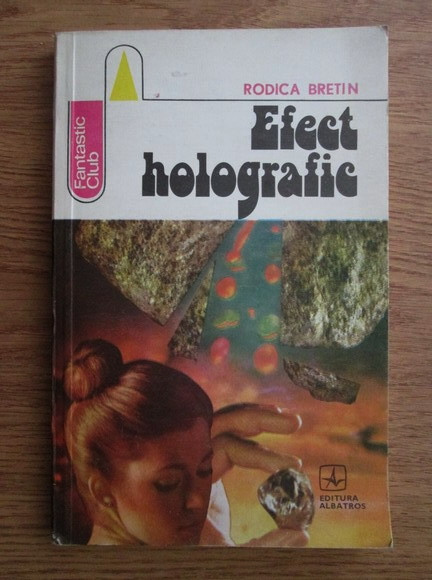 RODICA BRETIN
Efect
holografic
Fantastic
Club
EDITURA
ALBATROS